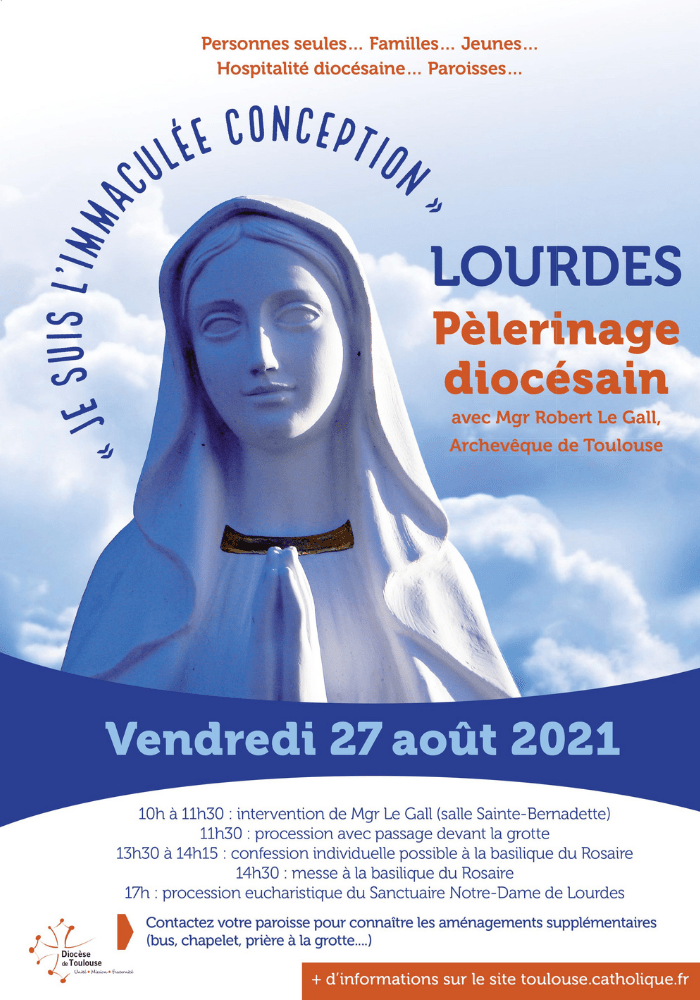 Personnes seules... Familles... Jeunes...
Hospitalité diocésaine... Paroisses...
« JE SUIS L'IMMACULÉE CONCEPTION »
LOURDES
Pèlerinage
diocésain
avec Mgr Robert Le Gall,
Archevêque de Toulouse
Vendredi 27 août 2021
10h à 11h30 : intervention de Mgr Le Gall (salle Sainte-Bernadette)
11h30 : procession avec passage devant la grotte
13h30 à 14h15 : confession individuelle possible à la basilique du Rosaire
14h30 : messe à la basilique du Rosaire
17h : procession eucharistique du Sanctuaire Notre-Dame de Lourdes
Contactez votre paroisse pour connaître les aménagements supplémentaires
(bus, chapelet, prière à la grotte....)
Diocèse
de Toulouse
+ d'informations sur le site toulouse.catholique.fr